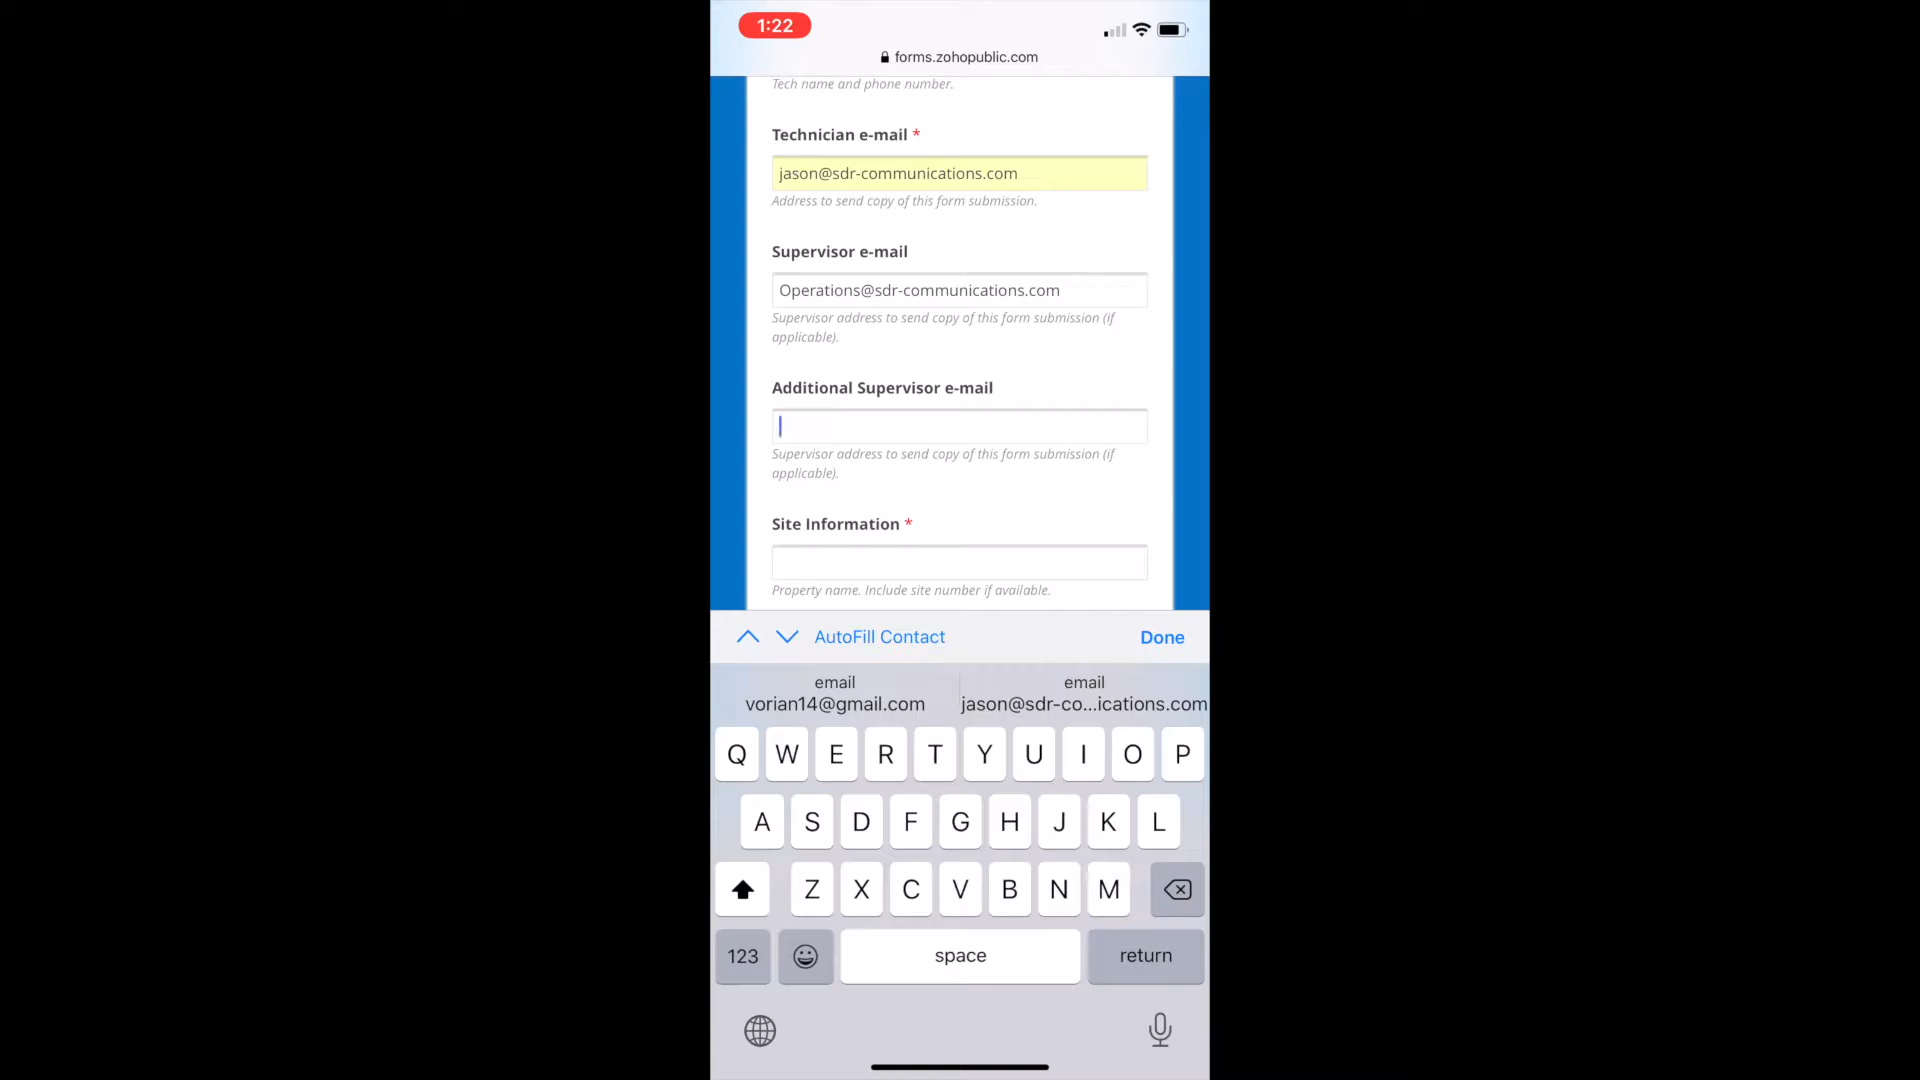 1:22
forms.zohopublic.com
Tech name and phone number.
Technician e-mail *
jason@sdr-communications.com
Address to send copy of this form submission.
Supervisor e-mail
Operations@sdr-communications.com
Supervisor address to send copy of this form submission (if
applicable).
Additional Supervisor e-mail
Supervisor address to send copy of this form submission (if
applicable).
Site Information *
Property name. Include site number if available.
AutoFill Contact Done
email email
vorian14@gmail.com jason@sdr-co...ications.com
Q W E R T Y U I O P
A S D F G H J K L
Z X C V B N M
123 space return